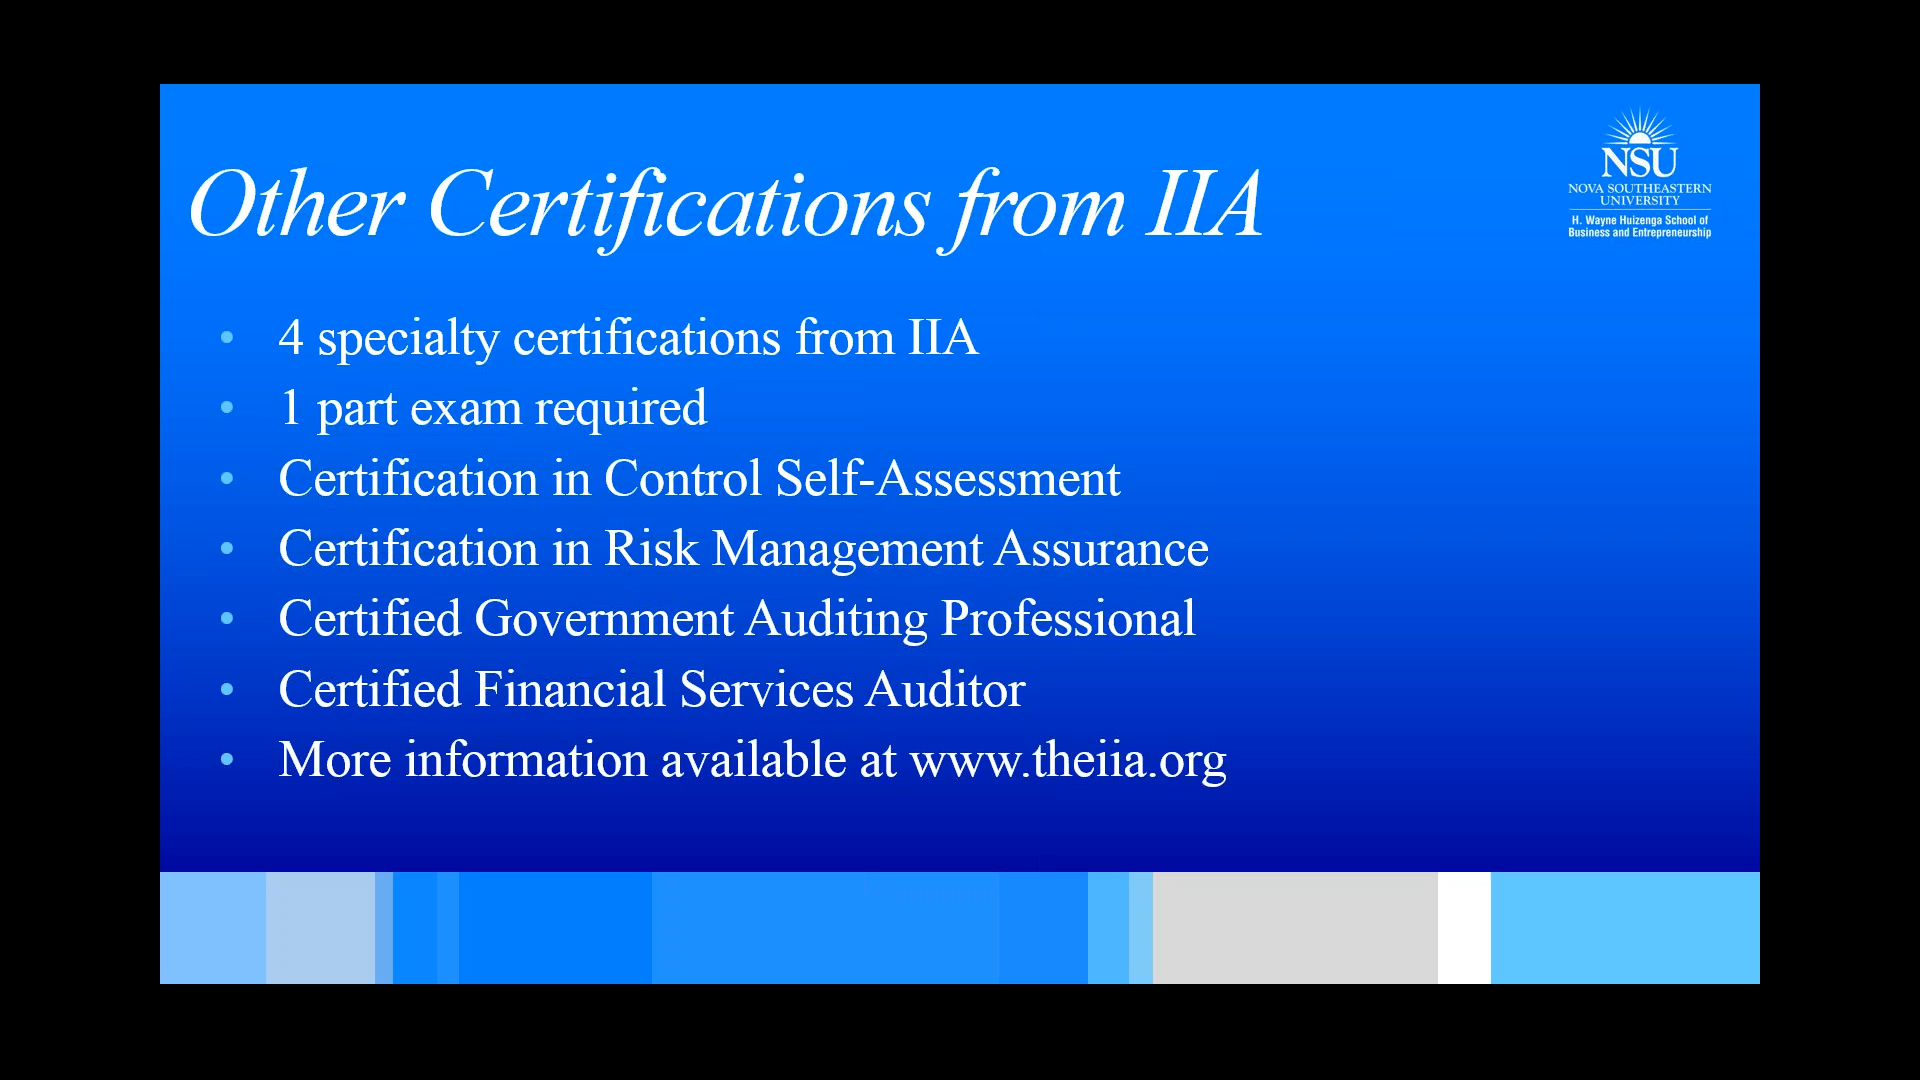 Other Certifications from IIA
NSU
NOVA SOUTHEASTERN
UNIVERSITY
H. Wayne Huizenga School of
Business and Entrepreneurship
• 4 specialty certifications from IIA
• 1 part exam required
• Certification in Control Self-Assessment
• Certification in Risk Management Assurance
• Certified Government Auditing Professional
• Certified Financial Services Auditor
• More information available at www.theiia.org